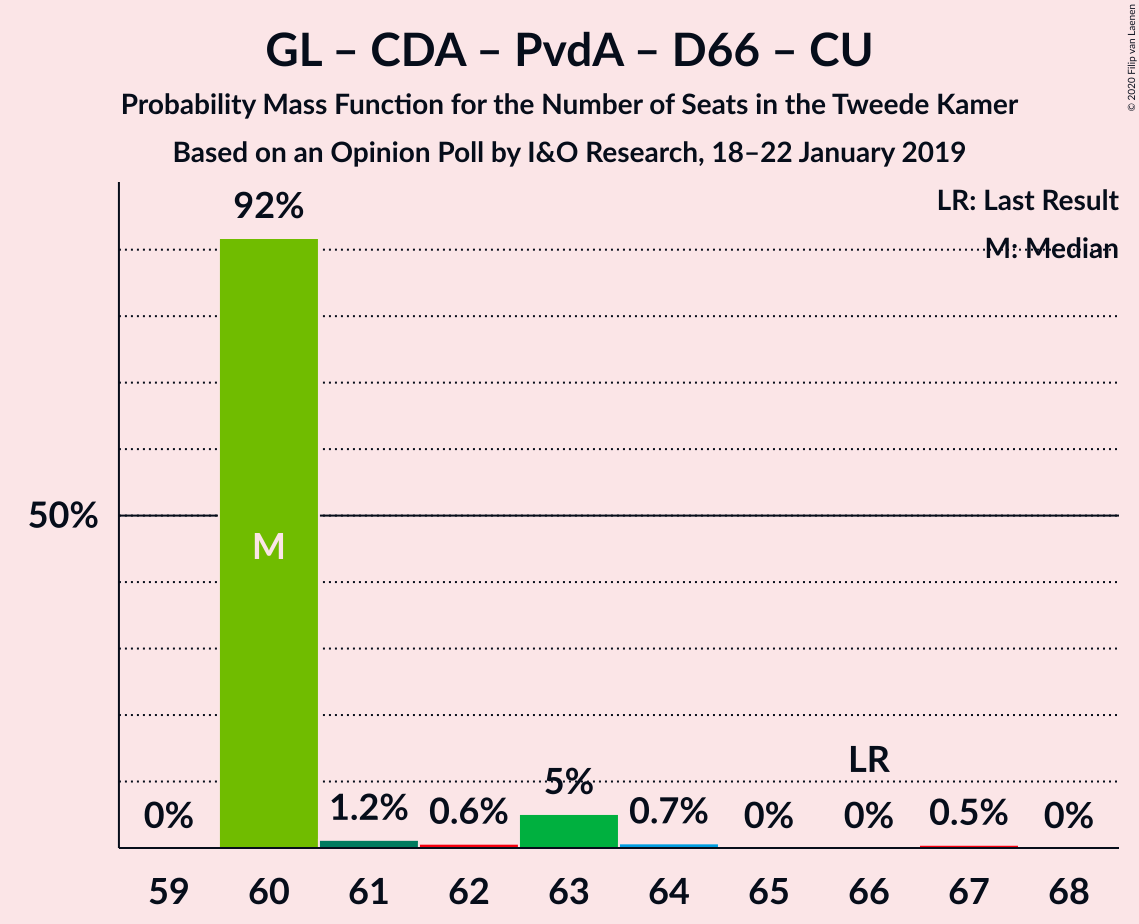 GL – CDA – PvdA – D66 – CU
Probability Mass Function for the Number of Seats in the Tweede Kamer
Based on an Opinion Poll by I&O Research, 18–22 January 2019
© 2020 Filip van Laenen
LR: Last Result
M: Median
50%
0%
92%
M
1.2%
0.6%
5%
0.7%
0%
LR
0%
0.5%
0%
59 60 61 62 63 64 65 66 67 68